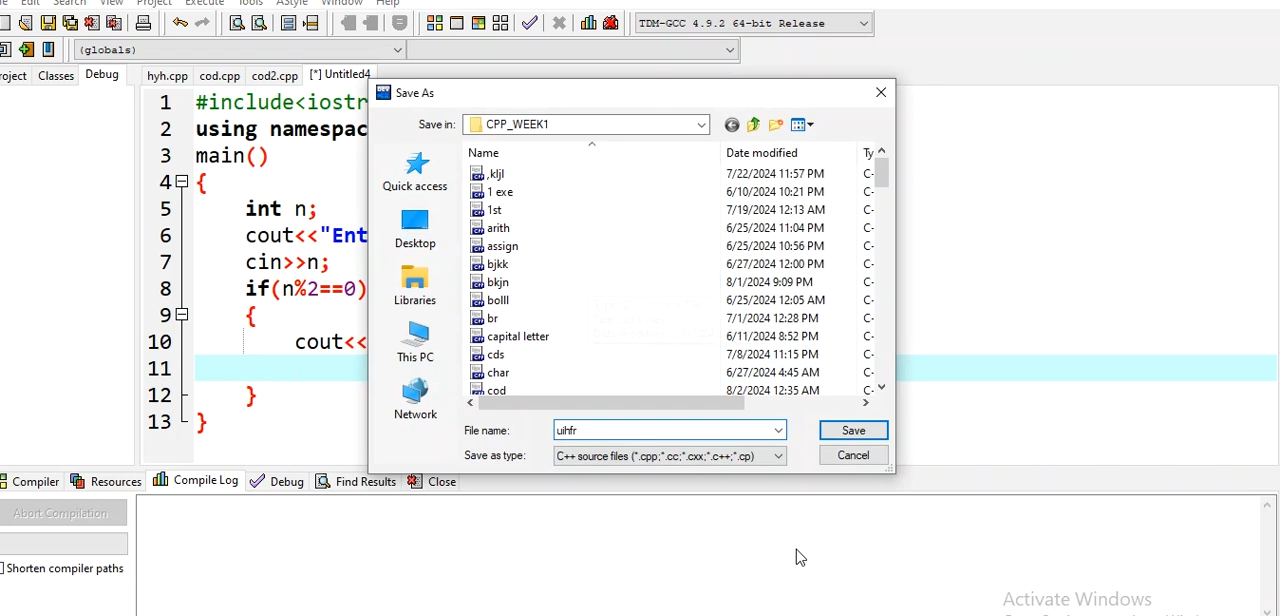 Edit Search View Project Execute Tools AStyle Window Help
TDM-GCC 4.9.2 64-bit Release
(globals)
Classes Debug hyh.cpp cod.cpp cod2.cpp [*] Untitled4
1 #include<iostr
2 using namespac
3 main()
4 {
5 int n;
6 cout<<"Ent
7 cin>>n;
8 if(n%2==0)
9 {
10 cout<<
11
12 }
13 }
Save As
Save in: CPP_WEEK1
Quick access
Desktop
Libraries
This PC
Network
Name Date modified Ty
,kljl 7/22/2024 11:57 PM C-
1 exe 6/10/2024 10:21 PM C-
1st 7/19/2024 12:13 AM C-
arith 6/25/2024 11:04 PM C-
assign 6/25/2024 10:56 PM C-
bjkk 6/27/2024 12:00 PM C-
bkjn 8/1/2024 9:09 PM C-
bolll 6/25/2024 12:05 AM C-
br 7/1/2024 12:28 PM C-
capital letter 6/11/2024 8:52 PM C-
cds 7/8/2024 11:15 PM C-
char 6/27/2024 4:45 AM C-
cod 8/2/2024 12:35 AM C-
File name: uihfr Save
Save as type: C++ source files (*.cpp;*.cc;*.cxx;*.c++;*.cp) Cancel
Compiler Resources Compile Log Debug Find Results Close
Abort Compilation
Shorten compiler paths
Activate Windows